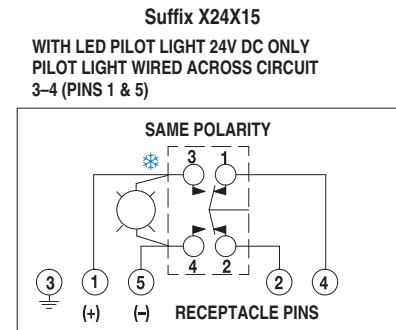 Suffix X24X15
WITH LED PILOT LIGHT 24V DC ONLY
PILOT LIGHT WIRED ACROSS CIRCUIT
3–4 (PINS 1 & 5)
SAME POLARITY
3 1
4 2
3 1 5 2 4
(+) (–) RECEPTACLE PINS